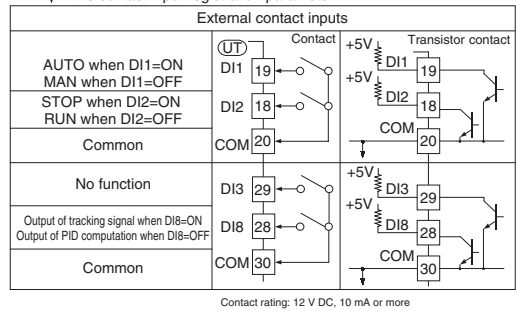 External contact inputs
UT
Contact
Transistor contact
AUTO when DI1=ON
MAN when DI1=OFF
DI1
19
+5V
DI1
19
STOP when DI2=ON
RUN when DI2=OFF
DI2
18
+5V
DI2
18
Common
COM
20
COM
20
No function
DI3
29
+5V
DI3
29
Output of tracking signal when DI8=ON
Output of PID computation when DI8=OFF
DI8
28
+5V
DI8
28
Common
COM
30
COM
30
Contact rating: 12 V DC, 10 mA or more